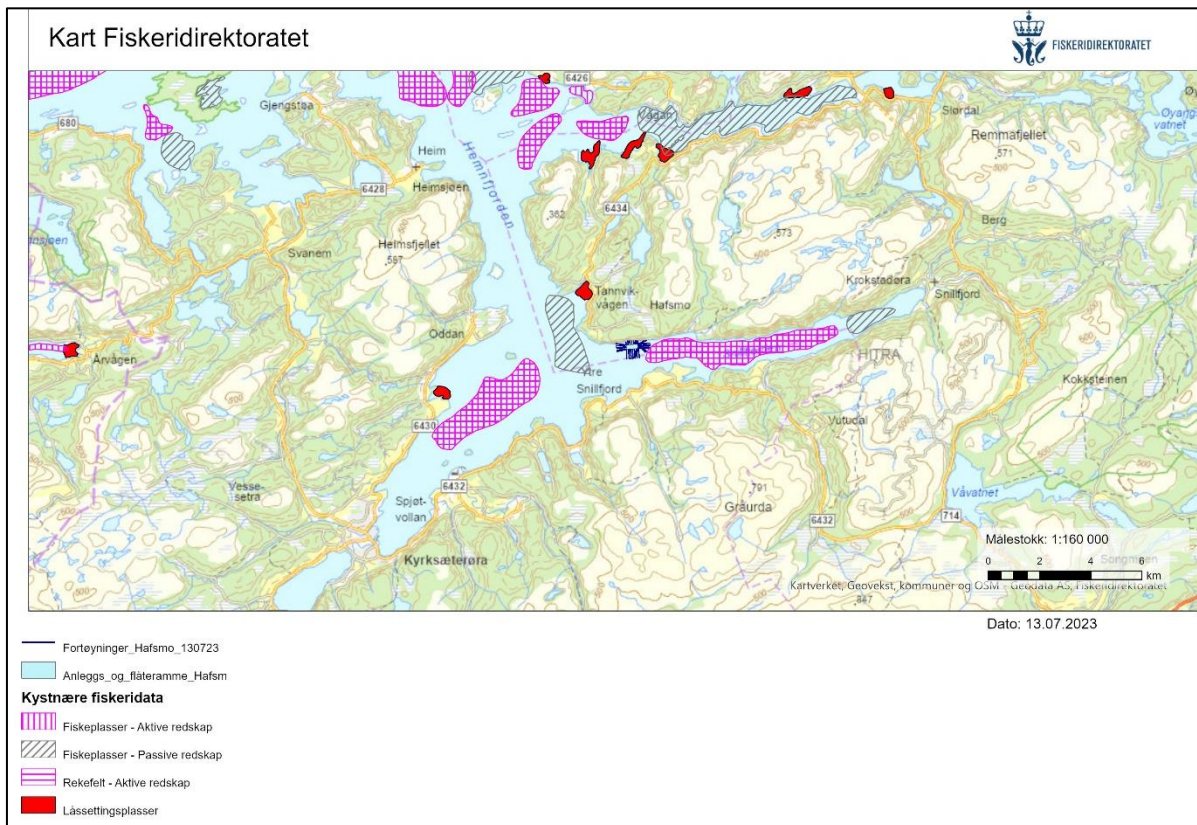 Kart Fiskeridirektoratet
FISKERIDIREKTORATET
6426
Gjengstøa
Vågan
Slørdal
680
Remmafjellet
571
Heim
Hemnfjorden
Heimsjøen
6428
6434
382
573
Berg
Svanem
Heimsfjellet
587
Krokstadøra
Snillfjord
Tannvik-
vågen
Hafsmo
Oddan
Årvågen
HITRA
Ytre
Snillfjord
Kokksteinen
6430
Vutudal
Vesse-
setra
6432
791
Våvatnet
Spjøt-
vollan
Gråurda
6432
714
Kyrksæterøra
Målestokk: 1:160 000
0 2 4 6
km
Kartverket, Geovekst, kommuner og OSM - Geodata AS, Fiskeridirektoratet
Dato: 13.07.2023
Fortøyninger_Hafsmo_130723
Anleggs_og_flåteramme_Hafsm
Kystnære fiskeridata
Fiskeplasser - Aktive redskap
Fiskeplasser - Passive redskap
Rekefelt - Aktive redskap
Låssettingsplasser